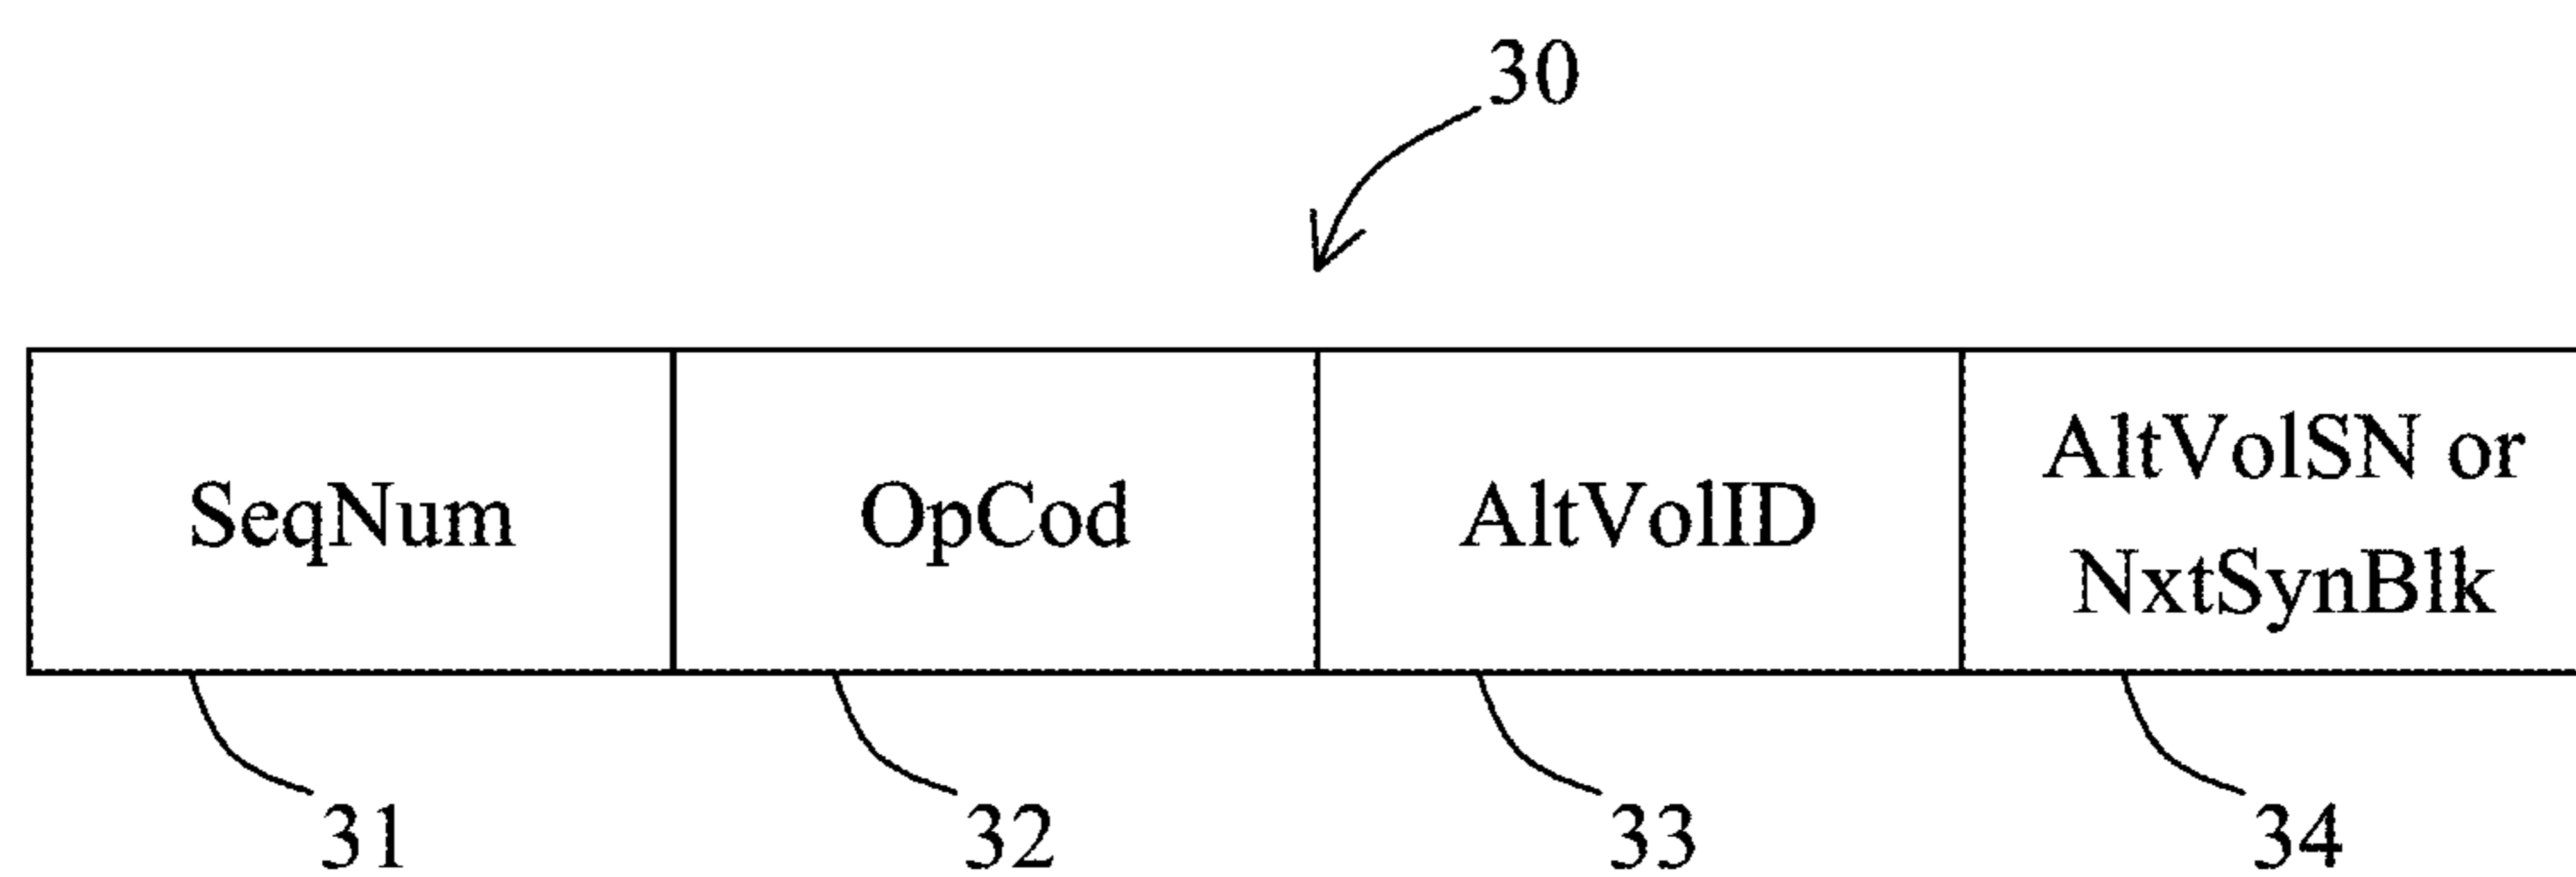 30
SeqNum
OpCod
AltVolID
AltVolSN or
NxtSynBlk
31
32
33
34